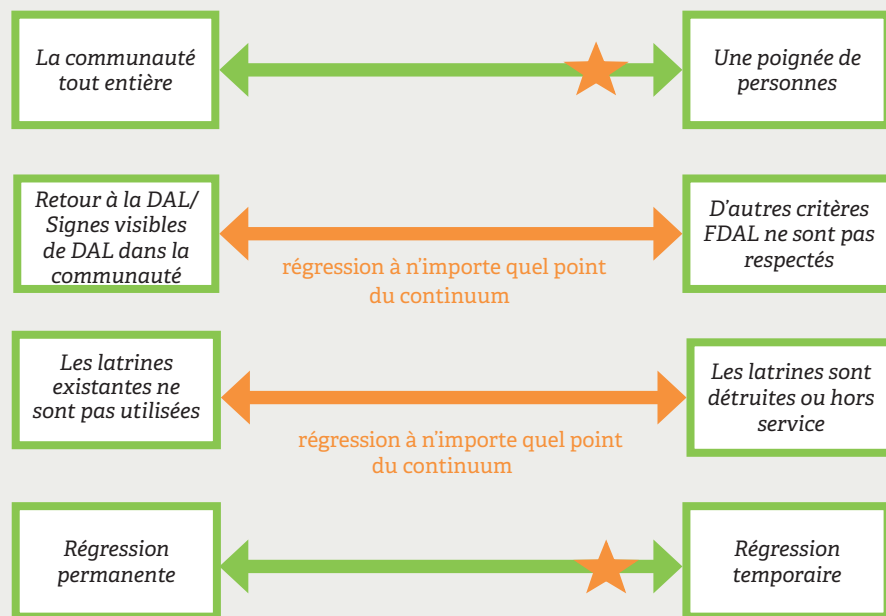 La communauté
tout entière
Une poignée de
personnes
Retour à la DAL/
Signes visibles
de DAL dans la
communauté
D'autres critères
FDAL ne sont pas
respectés
régression à n'importe quel point
du continuum
Les latrines
existantes ne
sont pas utilisées
Les latrines sont
détruites ou hors
service
régression à n'importe quel point
du continuum
Régression
permanente
Régression
temporaire